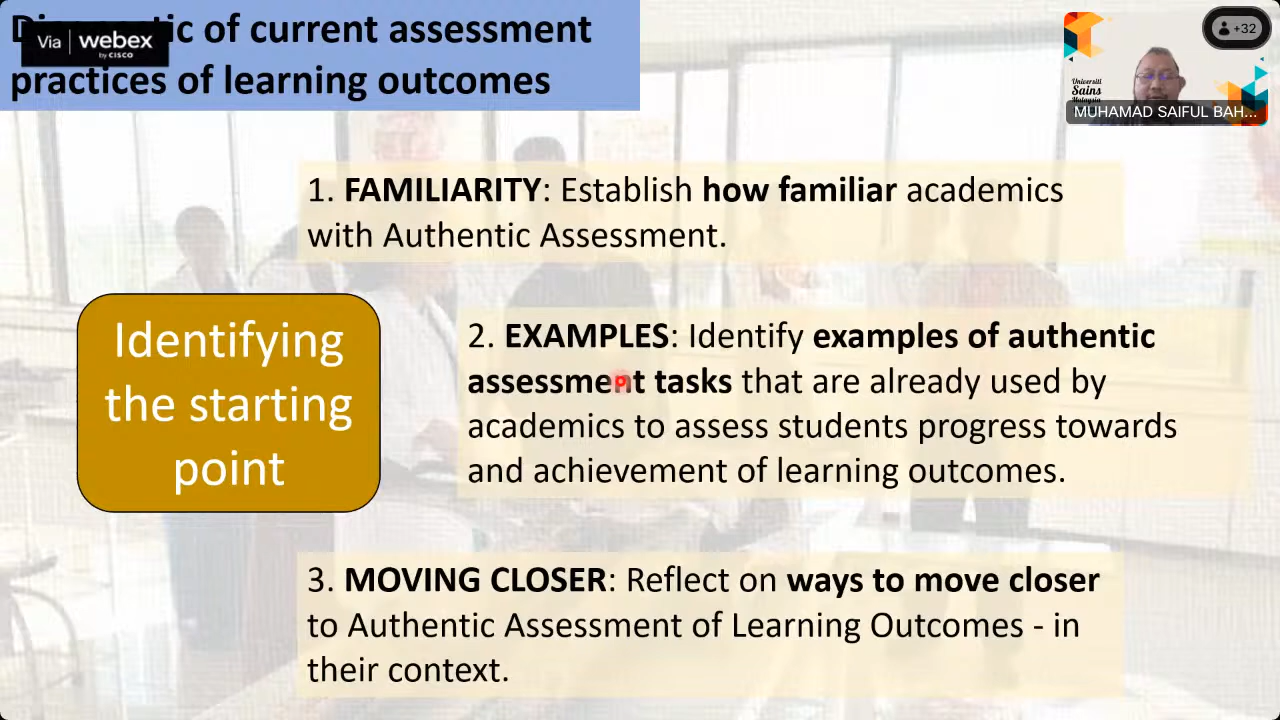 of current assessment
practices of learning outcomes
Via webex
by CISCO
+32
Universiti
Sains
Malaysia
MUHAMAD SAIFUL BAH...
1. FAMILIARITY: Establish how familiar academics
with Authentic Assessment.
Identifying
the starting
point
2. EXAMPLES: Identify examples of authentic
assessment tasks that are already used by
academics to assess students progress towards
and achievement of learning outcomes.
3. MOVING CLOSER: Reflect on ways to move closer
to Authentic Assessment of Learning Outcomes - in
their context.